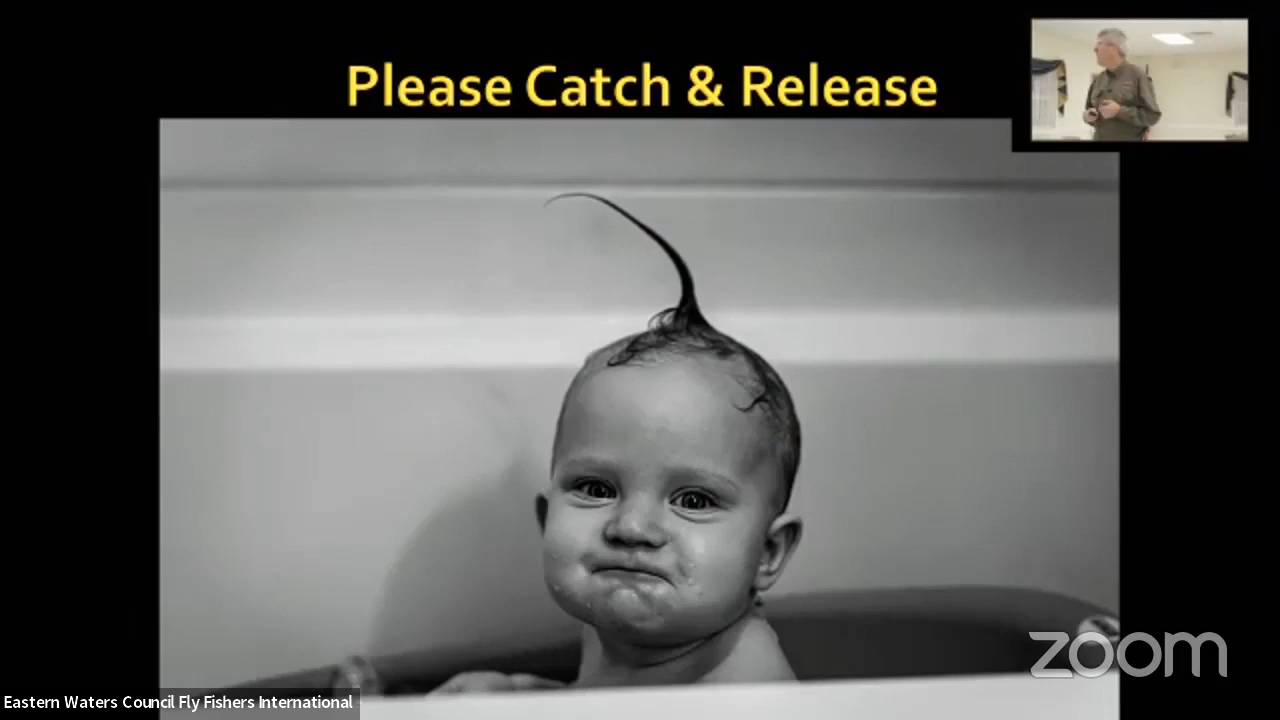 Please Catch & Release
zoom
Eastern Waters Council Fly Fishers International